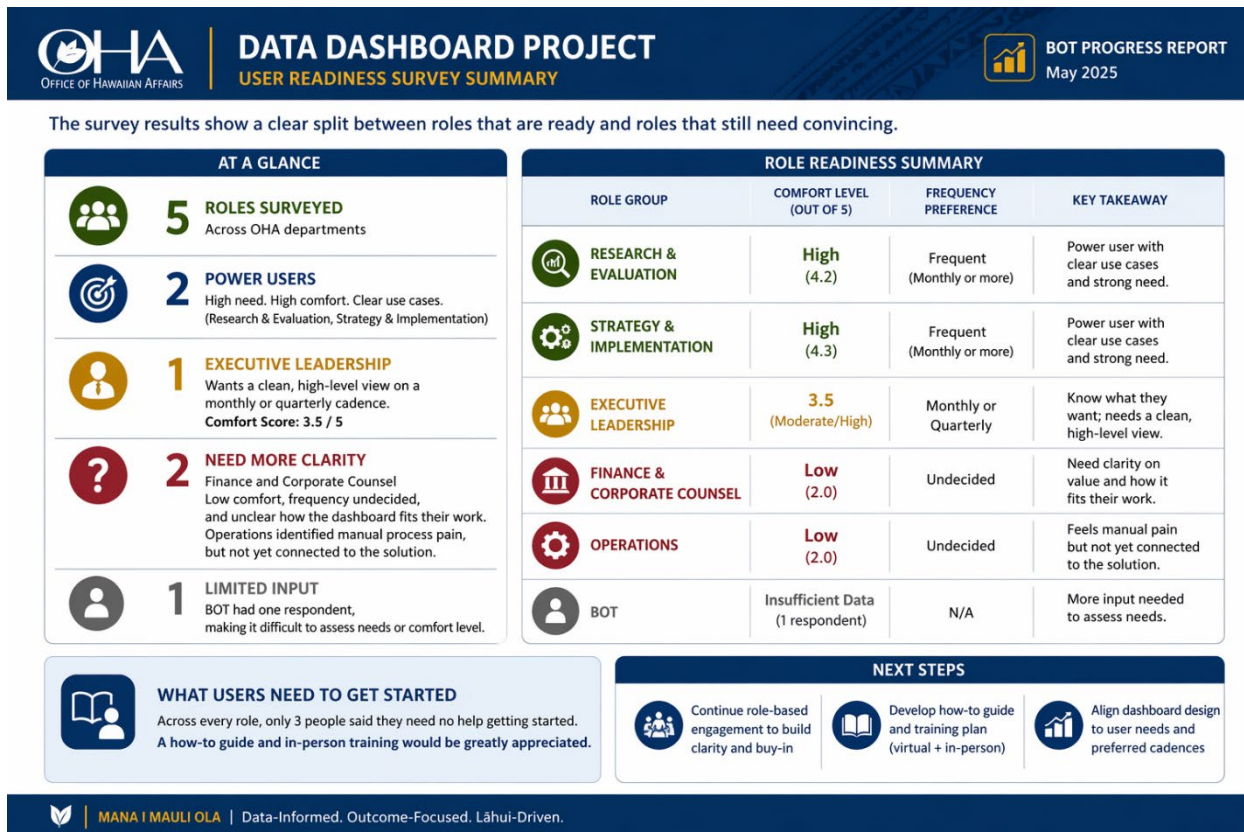 OHA
OFFICE OF HAWAIIAN AFFAIRS
DATA DASHBOARD PROJECT
USER READINESS SURVEY SUMMARY
BOT PROGRESS REPORT
May 2025
The survey results show a clear split between roles that are ready and roles that still need convincing.
AT A GLANCE
5
ROLES SURVEYED
Across OHA departments
2
POWER USERS
High need. High comfort. Clear use cases.
(Research & Evaluation, Strategy & Implementation)
1
EXECUTIVE LEADERSHIP
Wants a clean, high-level view on a
monthly or quarterly cadence.
Comfort Score: 3.5 / 5
?
2
NEED MORE CLARITY
Finance and Corporate Counsel
Low comfort, frequency undecided,
and unclear how the dashboard fits their work.
Operations identified manual process pain,
but not yet connected to the solution.
1
LIMITED INPUT
BOT had one respondent,
making it difficult to assess needs or comfort level.
ROLE READINESS SUMMARY
ROLE GROUP
COMFORT LEVEL
(OUT OF 5)
FREQUENCY
PREFERENCE
KEY TAKEAWAY
RESEARCH &
EVALUATION
High
(4.2)
Frequent
(Monthly or more)
Power user with
clear use cases
and strong need.
STRATEGY &
IMPLEMENTATION
High
(4.3)
Frequent
(Monthly or more)
Power user with
clear use cases
and strong need.
EXECUTIVE
LEADERSHIP
3.5
(Moderate/High)
Monthly or
Quarterly
Know what they
want; needs a clean,
high-level view.
FINANCE &
CORPORATE COUNSEL
Low
(2.0)
Undecided
Need clarity on
value and how it
fits their work.
OPERATIONS
Low
(2.0)
Undecided
Feels manual pain
but not yet connected
to the solution.
BOT
Insufficient Data
(1 respondent)
N/A
More input needed
to assess needs.
WHAT USERS NEED TO GET STARTED
Across every role, only 3 people said they need no help getting started.
A how-to guide and in-person training would be greatly appreciated.
NEXT STEPS
Continue role-based
engagement to build
clarity and buy-in
Develop how-to guide
and training plan
(virtual + in-person)
Align dashboard design
to user needs and
preferred cadences
MANA I MAULI OLA | Data-Informed. Outcome-Focused. Lāhui-Driven.